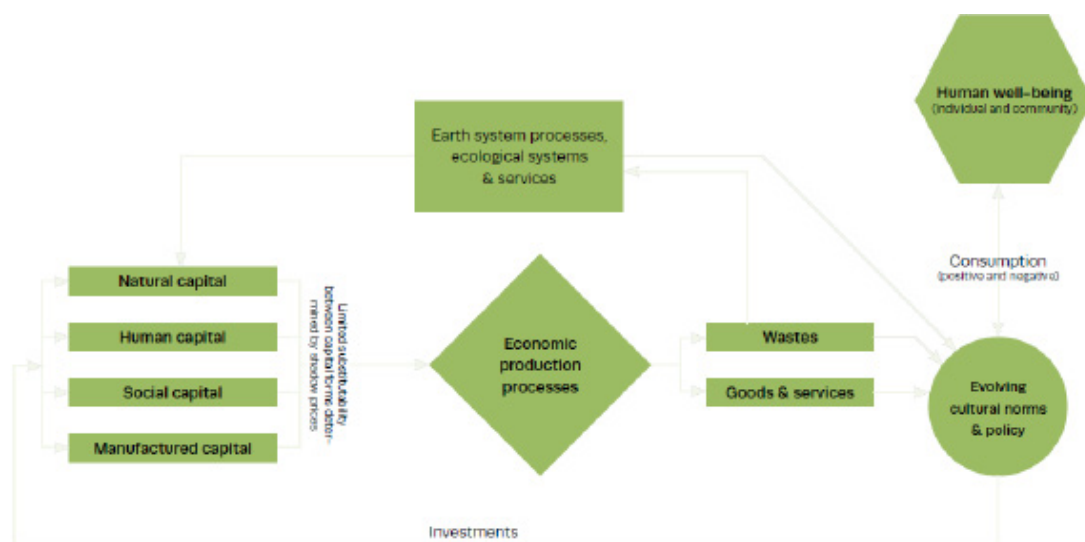 Human well-being
(individual and community)
Earth system processes,
ecological systems
& services
Consumption
(positive and negative)
Natural capital
Human capital
Social capital
Manufactured capital
Limited substitutability
between capital forms deter-
mined by shadow prices
Economic
production
processes
Wastes
Goods & services
Evolving
cultural norms
& policy
Investments